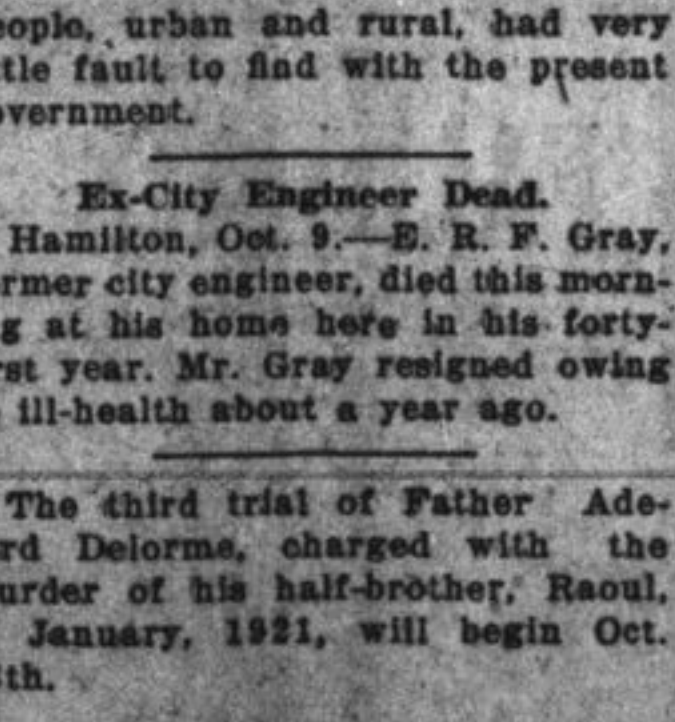 eople, urban and rural, had very
tle fault to find with the present
overnment.
Ex-City Engineer Dead.
Hamilton, Oct. 9.—E. R. F. Gray,
rmer city engineer, died this morn-
g at his home here in his forty-
rst year. Mr. Gray resigned owing
ill-health about a year ago.
The third trial of Father Ade-
rd Delorme, charged with the
urder of his half-brother, Raoul,
January, 1921, will begin Oct.
th.